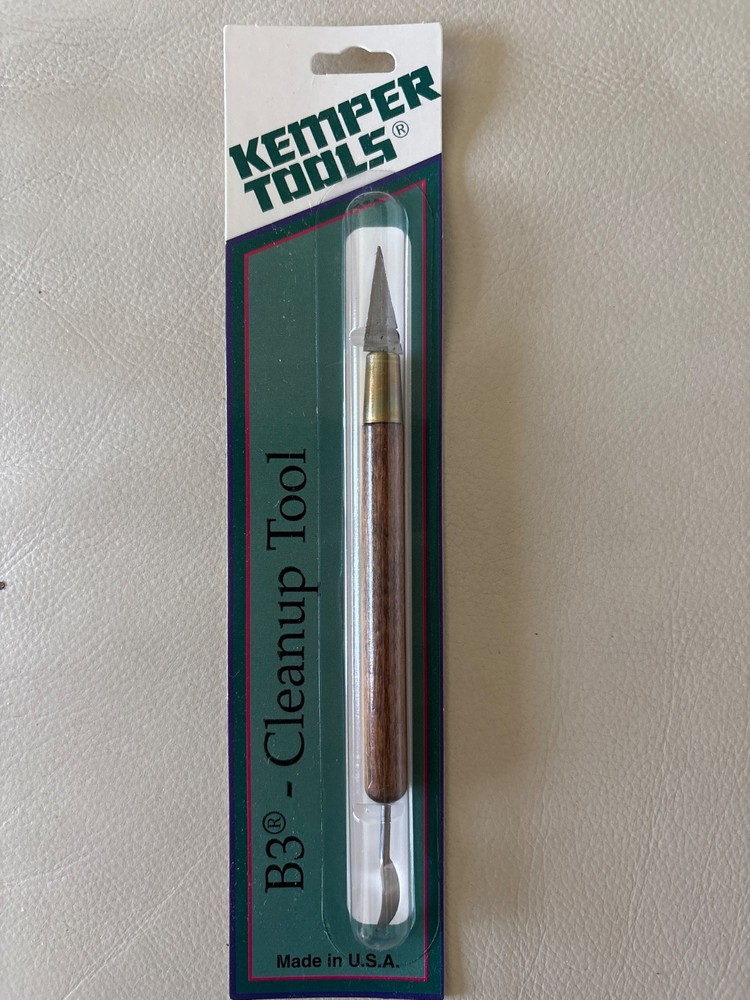 KEMPER
TOOLS®
B3® - Cleanup Tool
Made in U.S.A.